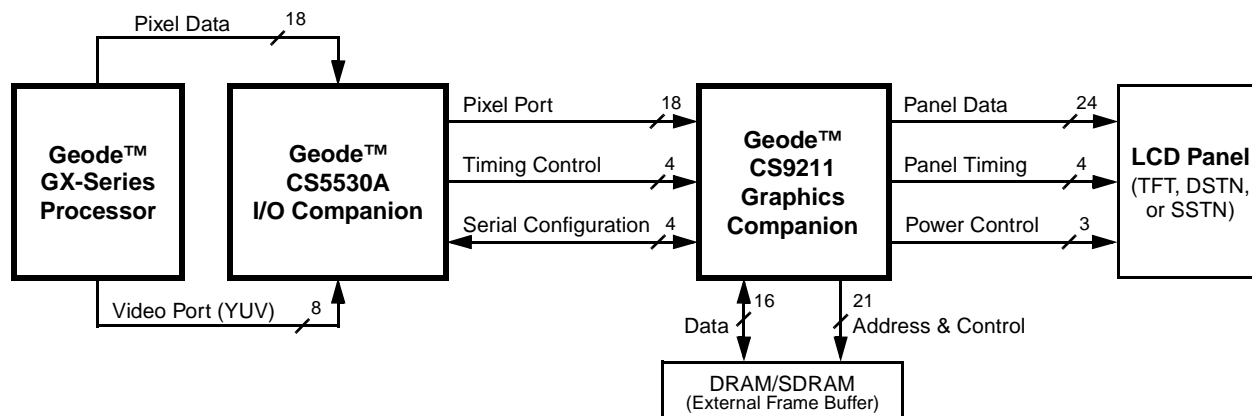 Pixel Data
18
Geode™
GX-Series
Processor
Geode™
CS5530A
I/O Companion
Video Port (YUV)
8
Pixel Port
18
Timing Control
4
Serial Configuration
4
Geode™
CS9211
Graphics
Companion
Panel Data
24
Panel Timing
4
Power Control
3
LCD Panel
(TFT, DSTN,
or SSTN)
16
Data
21
Address & Control
DRAM/SDRAM
(External Frame Buffer)